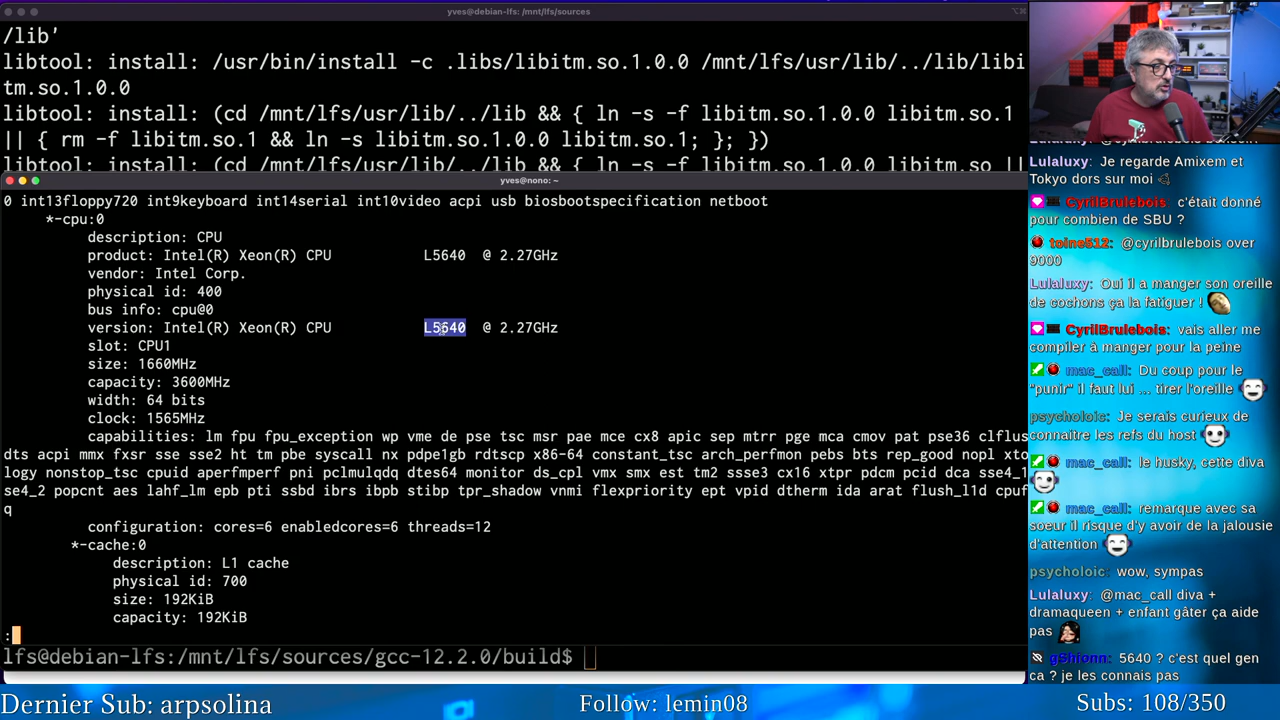 yves@debian-lfs: /mnt/lfs/sources
/lib’
libtool: install: /usr/bin/install -c .libs/libitm.so.1.0.0 /mnt/lfs/usr/lib/../lib/libi
tm.so.1.0.0
libtool: install: (cd /mnt/lfs/usr/lib/../lib && { ln -s -f libitm.so.1.0.0 libitm.so.1
|| { rm -f libitm.so.1 && ln -s libitm.so.1.0.0 libitm.so.1; }; })
libtool: install: (cd /mnt/lfs/usr/lib/../lib && { ln -s -f libitm.so.1.0.0 libitm.so ||
yves@nono: ~
0 int13floppy720 int9keyboard int14serial int10video acpi usb biosbootspecification netboot
*-cpu:0
description: CPU
product: Intel(R) Xeon(R) CPU L5640 @ 2.27GHz
vendor: Intel Corp.
physical id: 400
bus info: cpu@0
version: Intel(R) Xeon(R) CPU L5640 @ 2.27GHz
slot: CPU1
size: 1660MHz
capacity: 3600MHz
width: 64 bits
clock: 1565MHz
capabilities: lm fpu fpu_exception wp vme de pse tsc msr pae mce cx8 apic sep mtrr pge mca cmov pat pse36 clflus
dts acpi mmx fxsr sse sse2 ht tm pbe syscall nx pdpe1gb rdtscp x86-64 constant_tsc arch_perfmon pebs bts rep_good nopl xto
logy nonstop_tsc cpuid aperfmperf pni pclmulqdq dtes64 monitor ds_cpl vmx smx est tm2 ssse3 cx16 xtpr pdcm pcid dca sse4_1
se4_2 popcnt aes lahf_lm epb pti ssbd ibrs ibpb stibp tpr_shadow vnmi flexpriority ept vpid dtherm ida arat flush_l1d cpuf
q
configuration: cores=6 enabledcores=6 threads=12
*-cache:0
description: L1 cache
physical id: 700
size: 192KiB
capacity: 192KiB
:
lfs@debian-lfs:/mnt/lfs/sources/gcc-12.2.0/build$
Lulaluxy: Je regarde Amixem et
Tokyo dors sur moi
CyrilBrulebois: c'était donné
pour combien de SBU ?
toine512: @cyrilbrulebois over
9000
Lulaluxy: Oui il a manger son oreille
de cochons ça la fatiguer !
CyrilBrulebois: vais aller me
compiler à manger pour la peine
mac_call: Du coup pour le
"punir" il faut lui ... tirer l'oreille
psycholoic: Je serais curieux de
connaître les refs du host
mac_call: le husky, cette diva
mac_call: remarque avec sa
soeur il risque d'y avoir de la jalousie
d'attention
psycholoic: wow, sympas
Lulaluxy: @mac_call diva +
dramaqueen + enfant gâter ça aide
pas
gShionn: 5640 ? c'est quel gen
ca ? je les connais pas
Dernier Sub: arpsolina
Follow: lemin08
Subs: 108/350